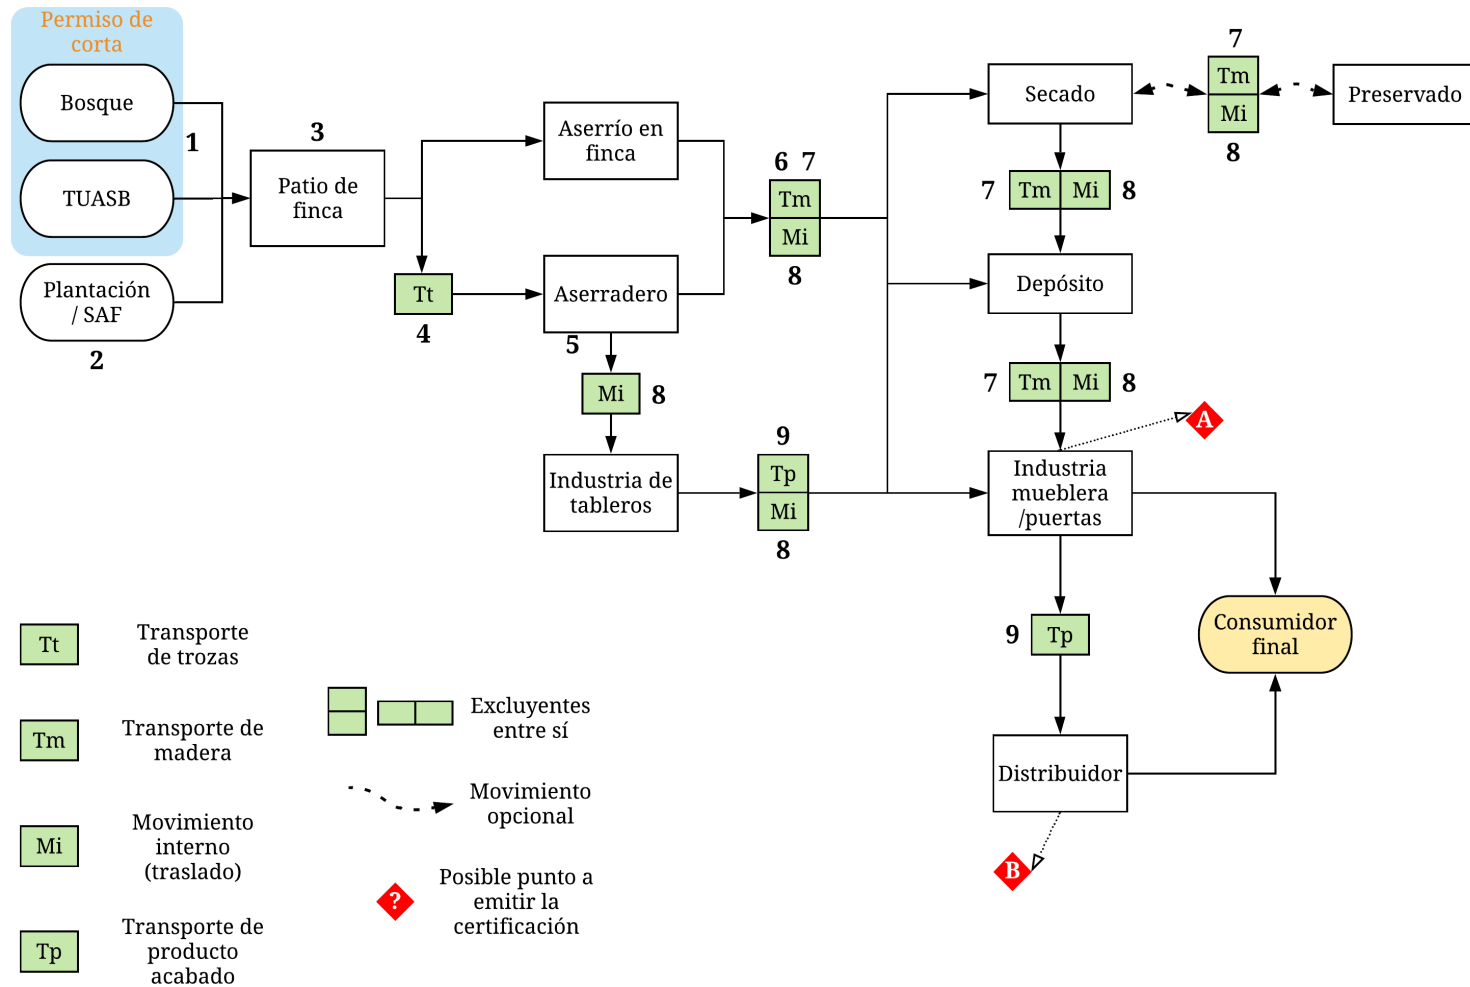 Permiso de
corta
Bosque
1
TUASB
Plantación
/ SAF
2
3
Patio de
finca
Tt
4
Aserrío en
finca
Aserradero
5
Mi
8
Industria de
tableros
6 7
Tm
Mi
8
9
Tp
Mi
8
Secado
7
Tm
Mi
8
Preservado
7
Tm
Mi
8
Depósito
7
Tm
Mi
8
A
Industria
mueblera
/puertas
9
Tp
Consumidor
final
Distribuidor
B
Tt
Transporte
de trozas
Tm
Transporte de
madera
Mi
Movimiento
interno
(traslado)
Tp
Transporte de
producto
acabado
Excluyentes
entre sí
Movimiento
opcional
?
Posible punto a
emitir la
certificación